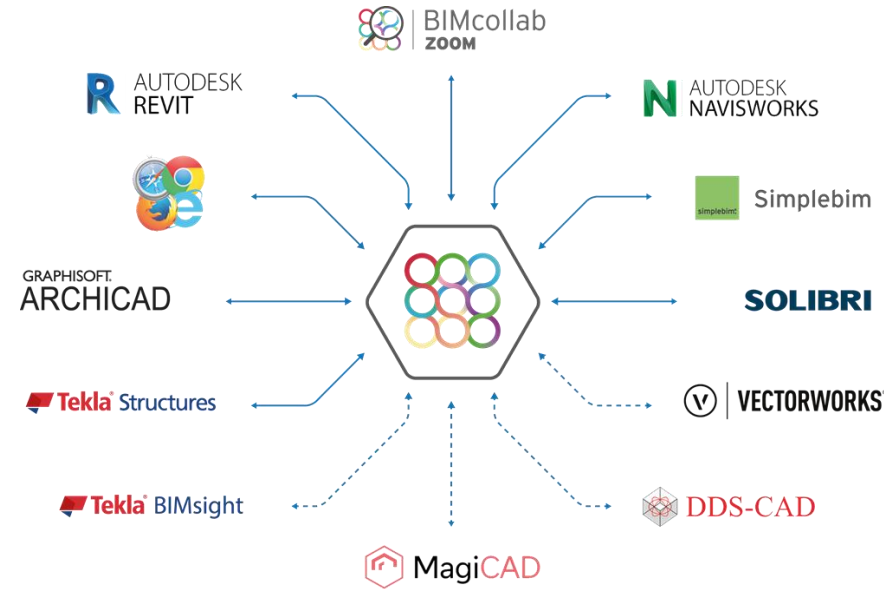 BIMcollab
ZOOM
AUTODESK
REVIT
AUTODESK
NAVISWORKS
simplebim
Simplebim
GRAPHISOFT.
ARCHICAD
SOLIBRI
Tekla® Structures
V VECTORWORKS
Tekla® BIMsight
DDS-CAD
MagiCAD